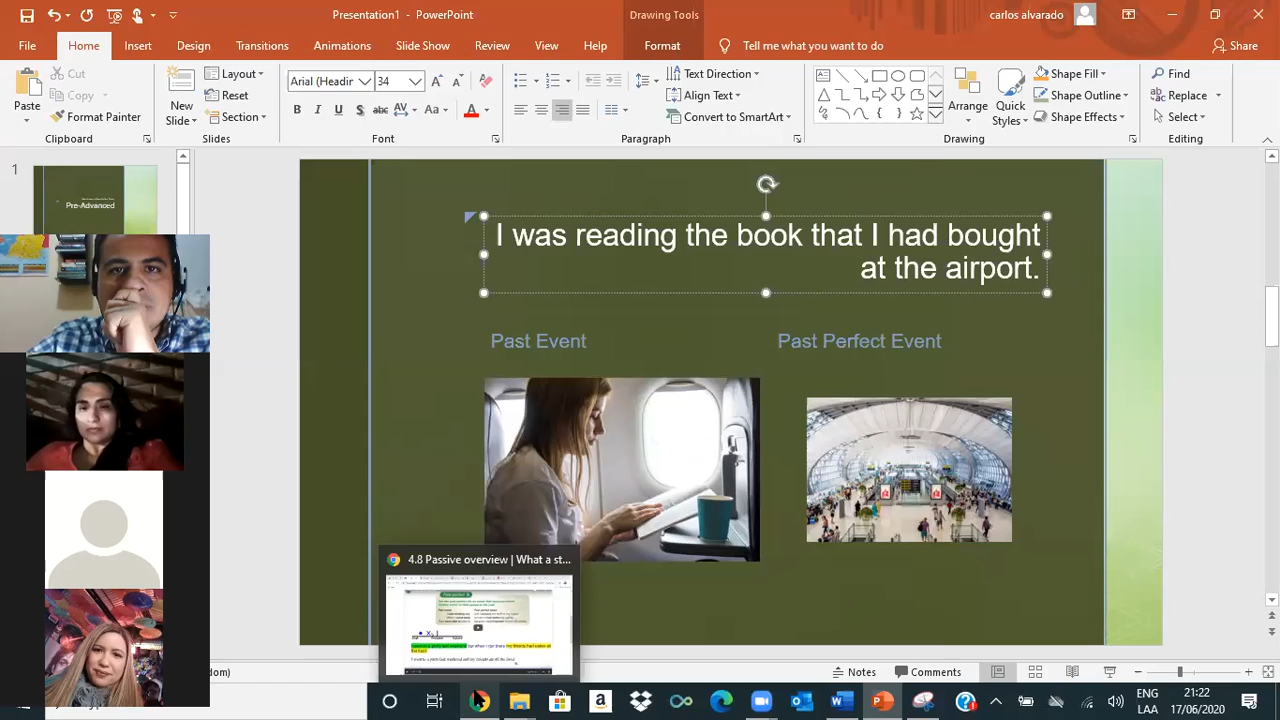 Presentation1 - PowerPoint
Drawing Tools
carlos alvarado
File
Home
Insert
Design
Transitions
Animations
Slide Show
Review
View
Help
Format
Tell me what you want to do
Share
Paste
Cut
Copy
Format Painter
Clipboard
New
Slide
Layout
Reset
Section
Slides
Arial (Headir
34
B I U S abc AV Aa A
Font
Text Direction
Align Text
Convert to SmartArt
Paragraph
Arrange
Quick
Styles
Shape Fill
Shape Outline
Shape Effects
Drawing
Find
Replace
Select
Editing
1
Pre-Advanced
I was reading the book that I had bought
at the airport.
Past Event
Past Perfect Event
4.8 Passive overview | What a st...
dom)
Notes
Comments
ENG
LAA
21:22
17/06/2020